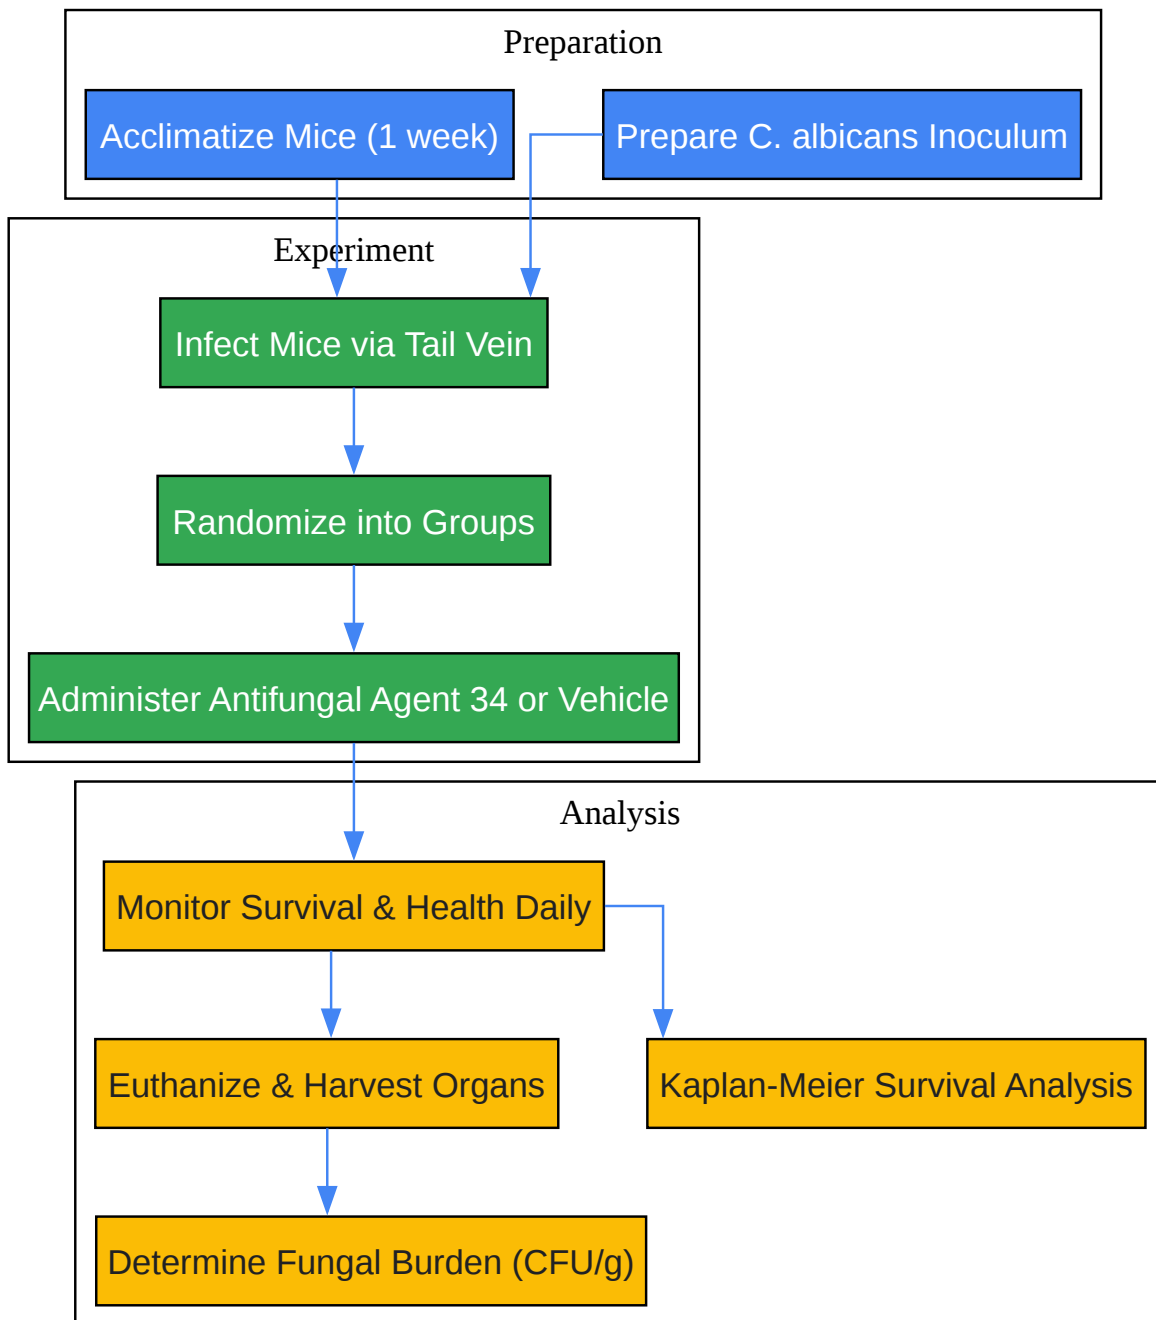 Preparation
Acclimatize Mice (1 week)
Prepare C. albicans Inoculum
Experiment
Infect Mice via Tail Vein
Randomize into Groups
Administer Antifungal Agent 34 or Vehicle
Analysis
Monitor Survival & Health Daily
Euthanize & Harvest Organs
Kaplan-Meier Survival Analysis
Determine Fungal Burden (CFU/g)